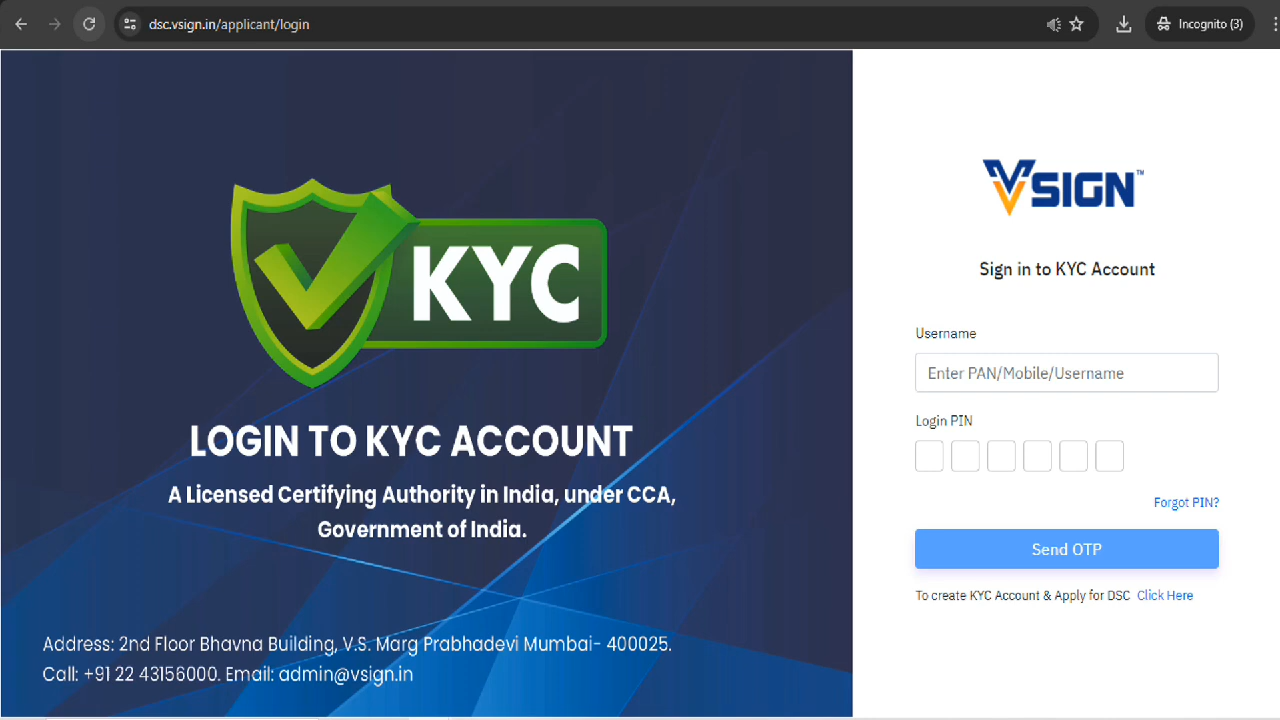 dsc.vsign.in/applicant/login
Incognito (3)
KYC
LOGIN TO KYC ACCOUNT
A Licensed Certifying Authority in India, under CCA,
Government of India.
Address: 2nd Floor Bhavna Building, V.S. Marg Prabhadevi Mumbai- 400025.
Call: +91 22 43156000. Email: admin@vsign.in
VSIGN™
Sign in to KYC Account
Username
Enter PAN/Mobile/Username
Login PIN
Forgot PIN?
Send OTP
To create KYC Account & Apply for DSC Click Here